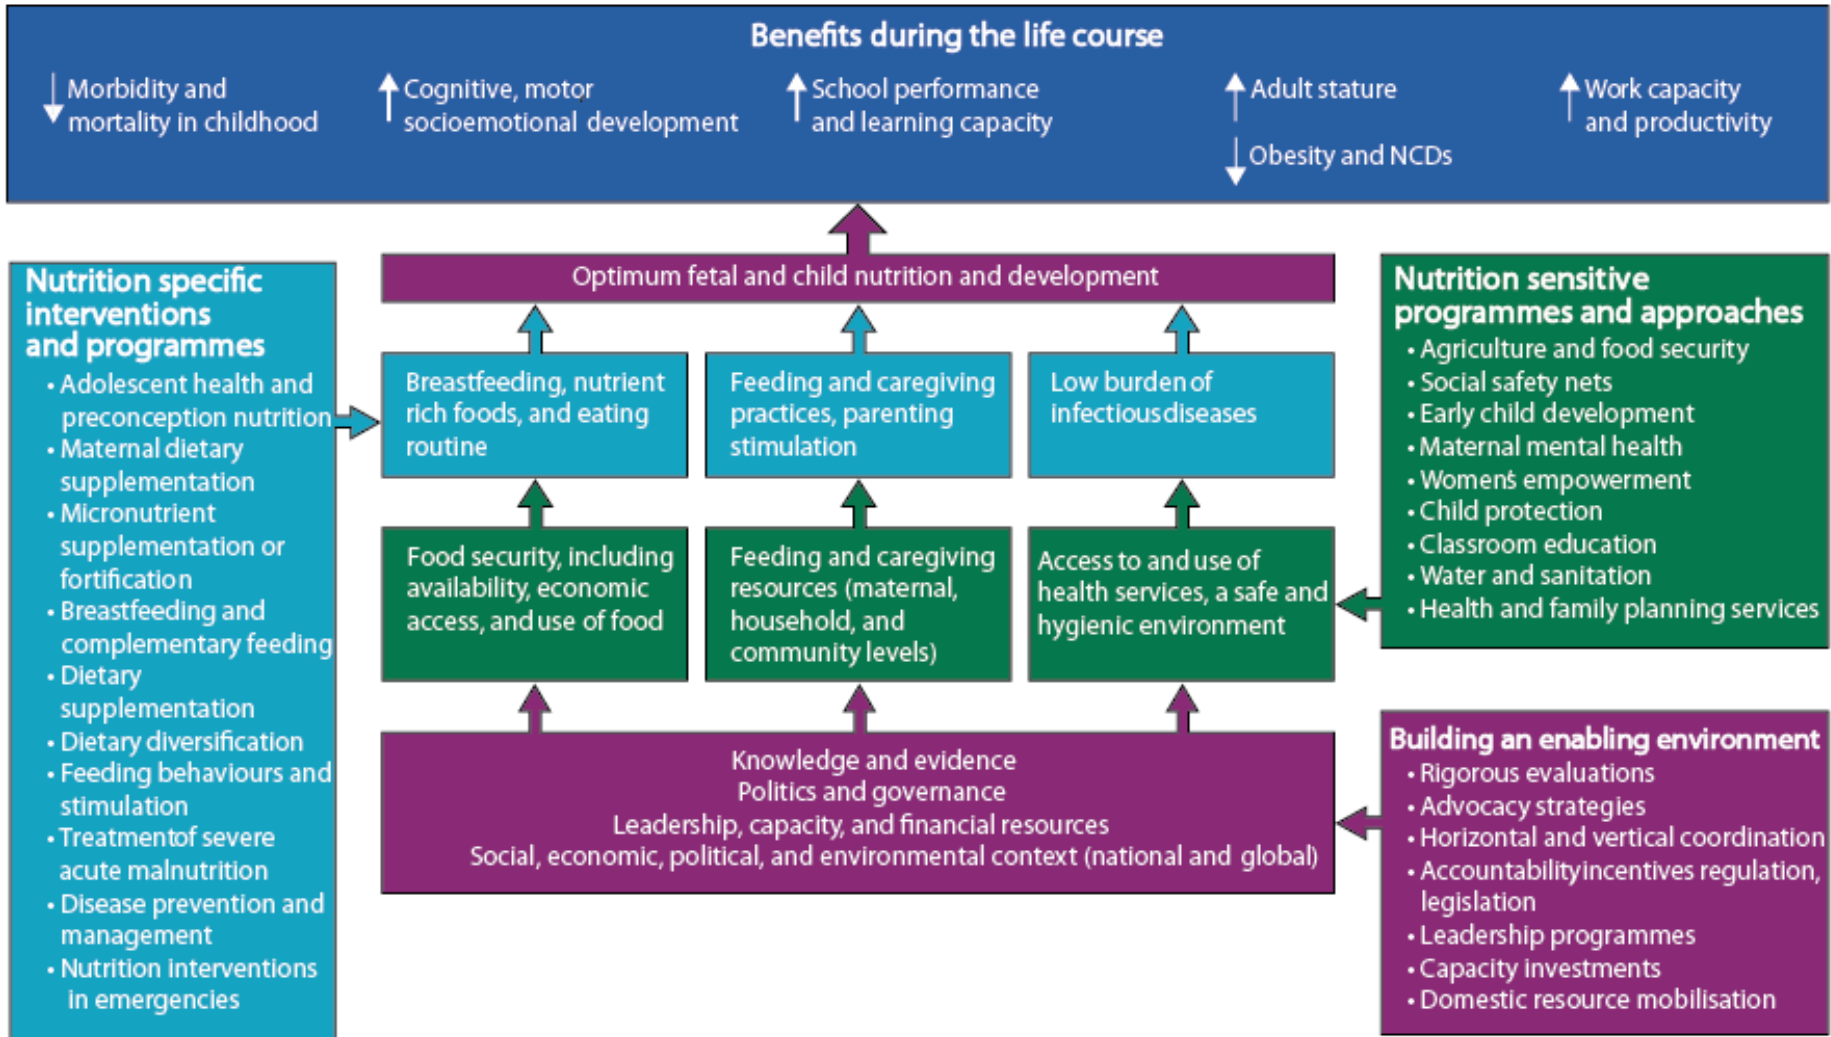 Benefits during the life course
Morbidity and
mortality in childhood
Cognitive, motor
socioemotional development
School performance
and learning capacity
Adult stature
Obesity and NCDs
Work capacity
and productivity
Nutrition specific
interventions
and programmes
• Adolescent health and
preconception nutrition
• Maternal dietary
supplementation
• Micronutrient
supplementation or
fortification
• Breastfeeding and
complementary feeding
• Dietary
supplementation
• Dietary diversification
• Feeding behaviours and
stimulation
• Treatmentof severe
acute malnutrition
• Disease prevention and
management
• Nutrition interventions
in emergencies
Optimum fetal and child nutrition and development
Breastfeeding, nutrient
rich foods, and eating
routine
Feeding and caregiving
practices, parenting
stimulation
Low burden of
infectious diseases
Food security, including
availability, economic
access, and use of food
Feeding and caregiving
resources (maternal,
household, and
community levels)
Access to and use of
health services, a safe and
hygienic environment
Knowledge and evidence
Politics and governance
Leadership, capacity, and financial resources
Social, economic, political, and environmental context (national and global)
Nutrition sensitive
programmes and approaches
• Agriculture and food security
• Social safety nets
• Early child development
• Maternal mental health
• Women's empowerment
• Child protection
• Classroom education
• Water and sanitation
• Health and family planning services
Building an enabling environment
• Rigorous evaluations
• Advocacy strategies
• Horizontal and vertical coordination
• Accountability incentives regulation,
legislation
• Leadership programmes
• Capacity investments
• Domestic resource mobilisation